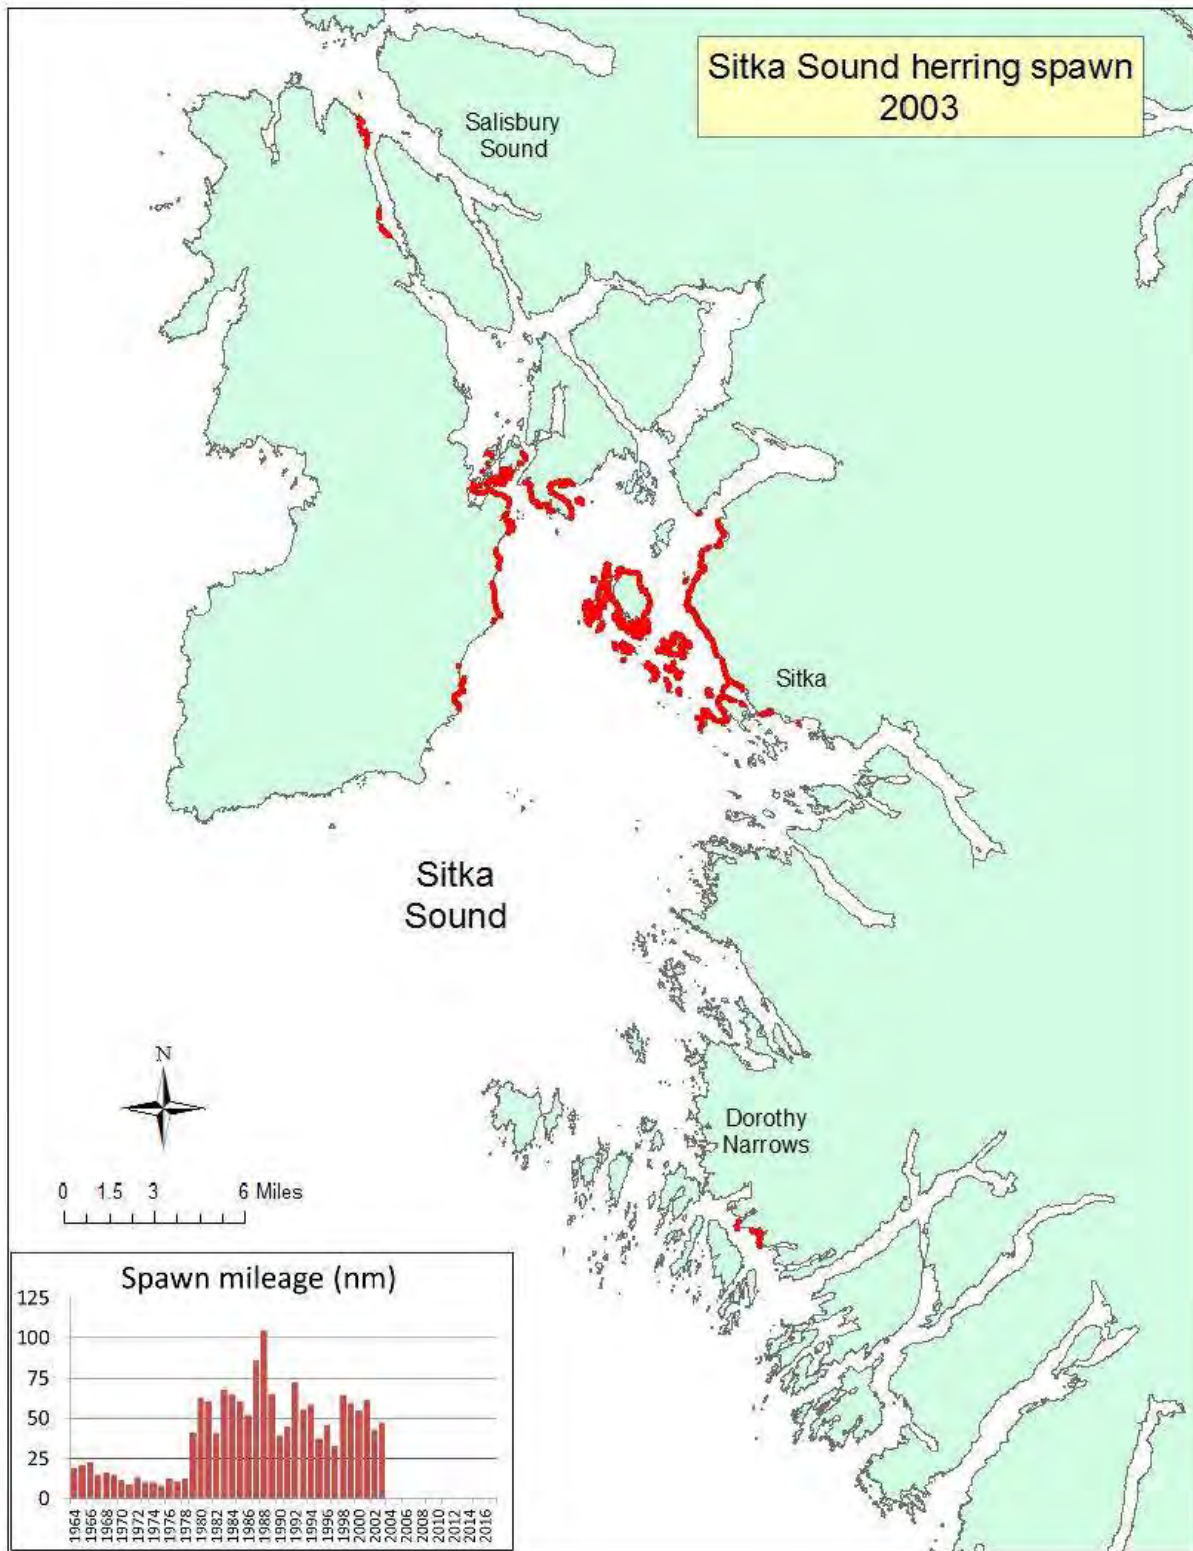 Sitka Sound herring spawn
2003
Salisbury
Sound
Sitka
Sitka
Sound
N
Dorothy
Narrows
0 1.5 3 6 Miles
Spawn mileage (nm)
125
100
75
50
25
0
1964 1966 1968 1970 1972 1974 1976 1978 1980 1982 1984 1986 1988 1990 1992 1994 1996 1998 2000 2002 2004 2006 2008 2010 2012 2014 2016